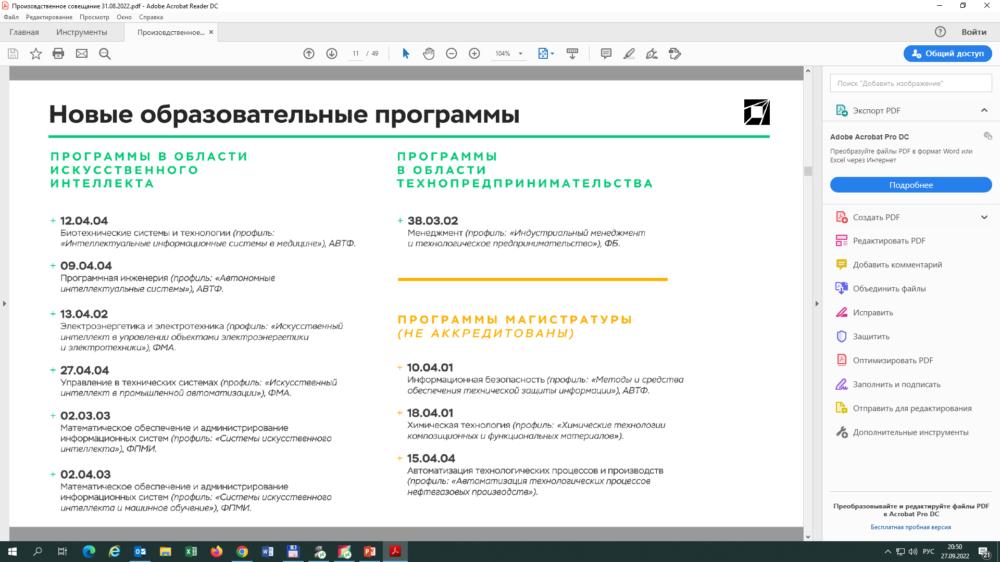 Произовдственное совещание 31.08.2022.pdf - Adobe Acrobat Reader DC
Файл Редактирование Просмотр Окно Справка
Главная Инструменты Произовдственное... × ? Войти
11 / 49 104% Общий доступ
Новые образовательные программы
ПРОГРАММЫ В ОБЛАСТИ
ИСКУССТВЕННОГО
ИНТЕЛЛЕКТА
+ 12.04.04
Биотехнические системы и технологии (профиль:
«Интеллектуальные информационные системы в медицине»), АВТФ.
+ 09.04.04
Программная инженерия (профиль: «Автономные
интеллектуальные системы»), АВТФ.
+ 13.04.02
Электроэнергетика и электротехника (профиль: «Искусственный
интеллект в управлении объектами электроэнергетики
и электротехники»), ФМА.
+ 27.04.04
Управление в технических системах (профиль: «Искусственный
интеллект в промышленной автоматизации»), ФМА.
+ 02.03.03
Математическое обеспечение и администрирование
информационных систем (профиль: «Системы искусственного
интеллекта»), ФПМИ.
+ 02.04.03
Математическое обеспечение и администрирование
информационных систем (профиль: «Системы искусственного
интеллекта и машинное обучение»), ФПМИ.
ПРОГРАММЫ
В ОБЛАСТИ
ТЕХНОПРЕДПРИНИМАТЕЛЬСТВА
+ 38.03.02
Менеджмент (профиль: «Индустриальный менеджмент
и технологическое предпринимательство»), ФБ.
ПРОГРАММЫ МАГИСТРАТУРЫ
(НЕ АККРЕДИТОВАНЫ)
+ 10.04.01
Информационная безопасность (профиль: «Методы и средства
обеспечения технической защиты информации»), АВТФ.
+ 18.04.01
Химическая технология (профиль: «Химические технологии
композиционных и функциональных материалов»).
+ 15.04.04
Автоматизация технологических процессов и производств
(профиль: «Автоматизация технологических процессов
нефтегазовых производств»).
Поиск "Добавить изображение"
Экспорт PDF
Adobe Acrobat Pro DC
Преобразуйте файлы PDF в формат Word или
Excel через Интернет
Подробнее
Создать PDF
Редактировать PDF
Добавить комментарий
Объединить файлы
Исправить
Защитить
Оптимизировать PDF
Заполнить и подписать
Отправить для редактирования
Дополнительные инструменты
Преобразовывайте и редактируйте файлы PDF
в Acrobat Pro DC
Бесплатная пробная версия
РУС
20:50
27.09.2022
21